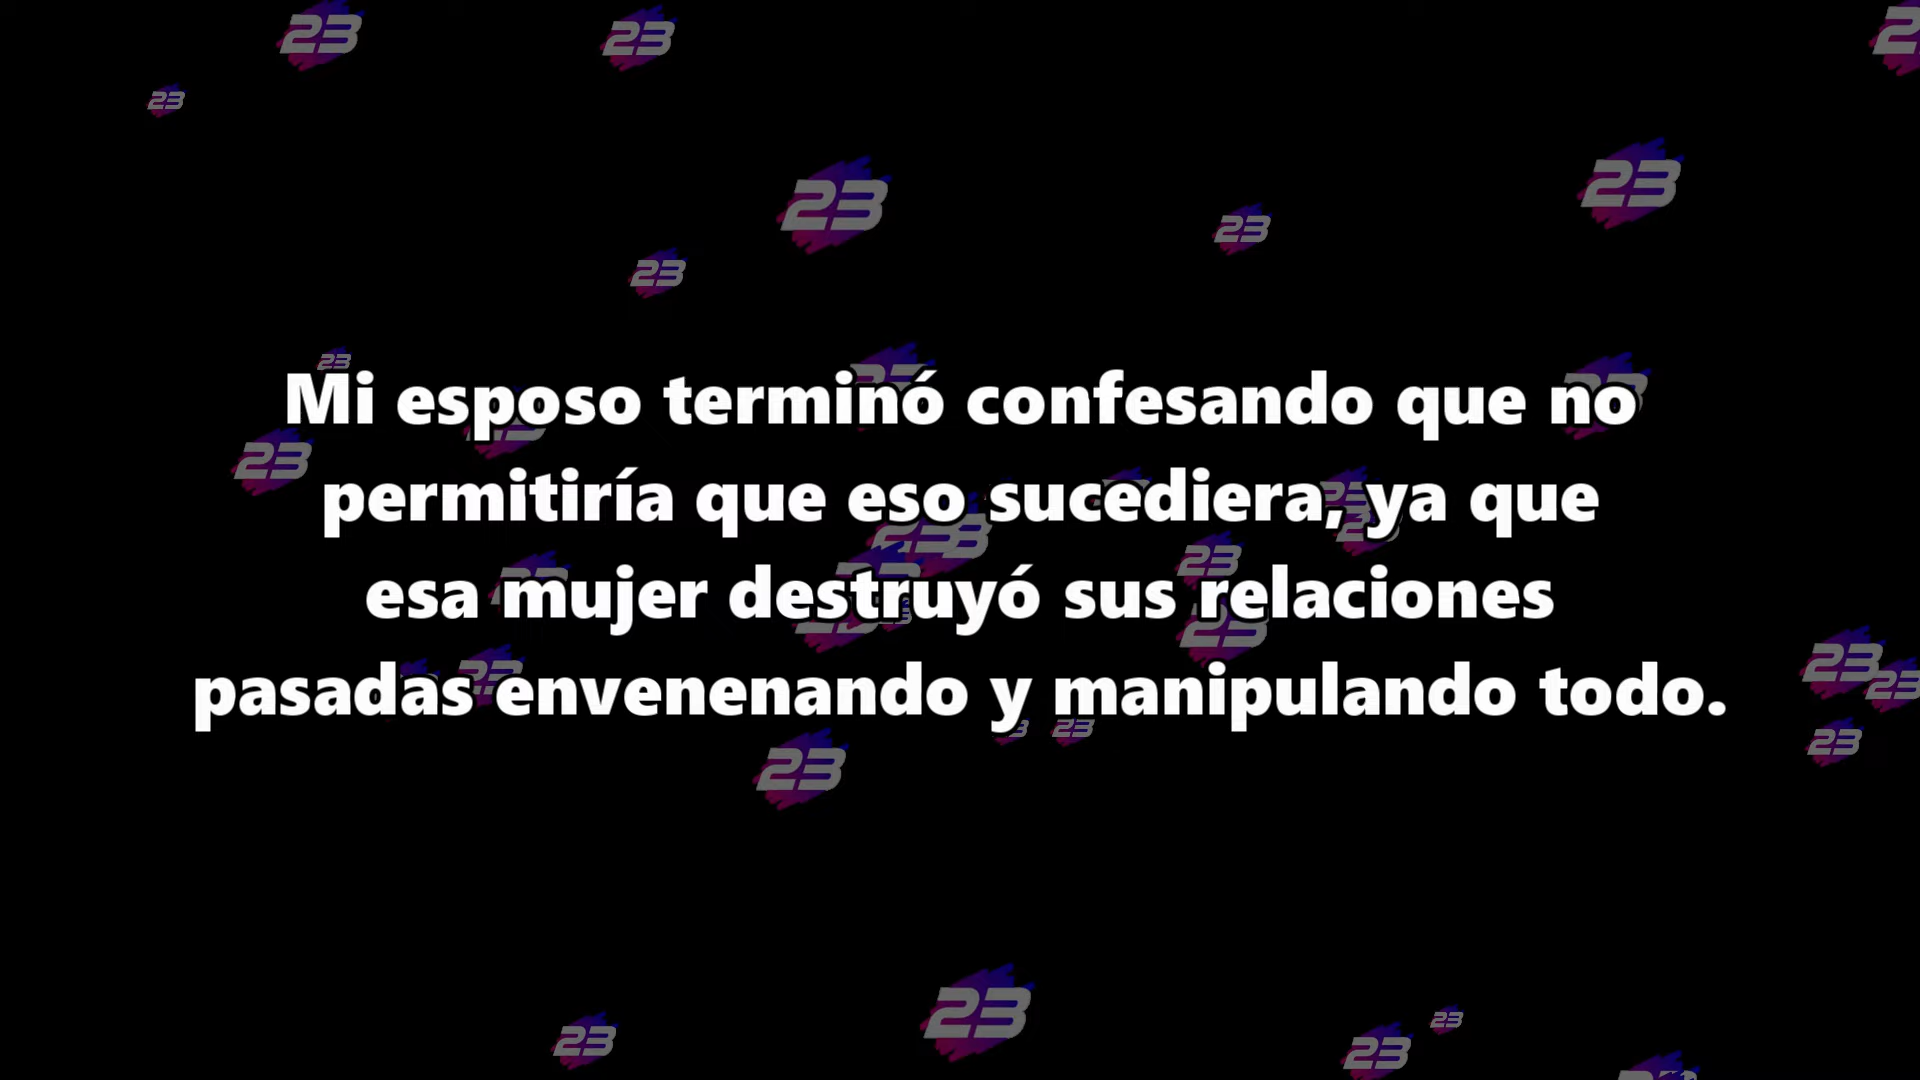 Mi esposo terminó confesando que no
permitiría que eso sucediera, ya que
esa mujer destruyó sus relaciones
pasadas envenenando y manipulando todo.